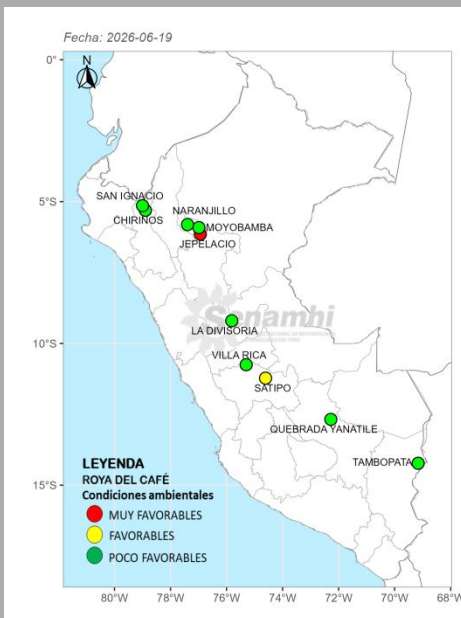 Fecha: 2026-06-19
N
0°
SAN IGNACIO
NARANJILLO
5°S
CHIRINOS
MOYOBAMBA
JEPELACIO
Senamhi
LA DIVISORIA
10°S
VILLA RICA
SATIPO
QUEBRADA YANATILE
TAMBOPATA
LEYENDA
ROYA DEL CAFÉ
Condiciones ambientales
15°S
MUY FAVORABLES
FAVORABLES
POCO FAVORABLES
80°W 78°W 76°W 74°W 72°W 70°W 68°W